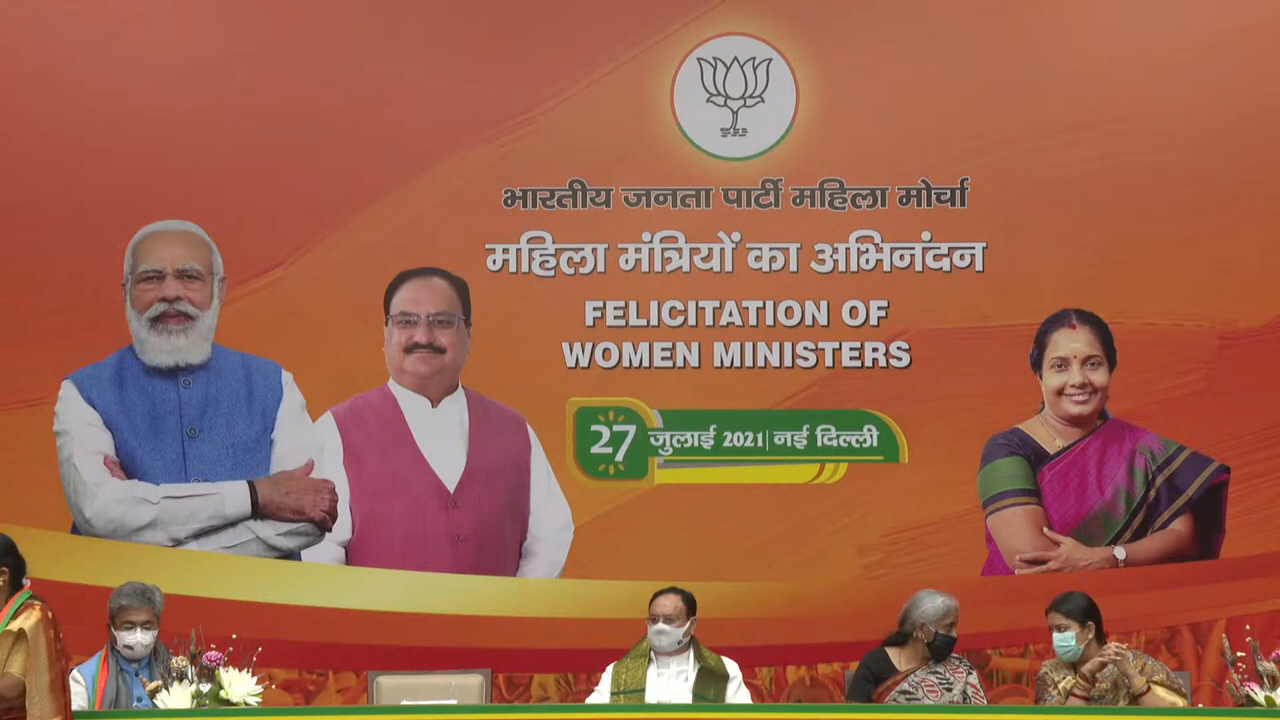 भारतीय जनता पार्टी महिला मोर्चा
महिला मंत्रियों का अभिनंदन
FELICITATION OF
WOMEN MINISTERS
27 जुलाई 2021 | नई दिल्ली